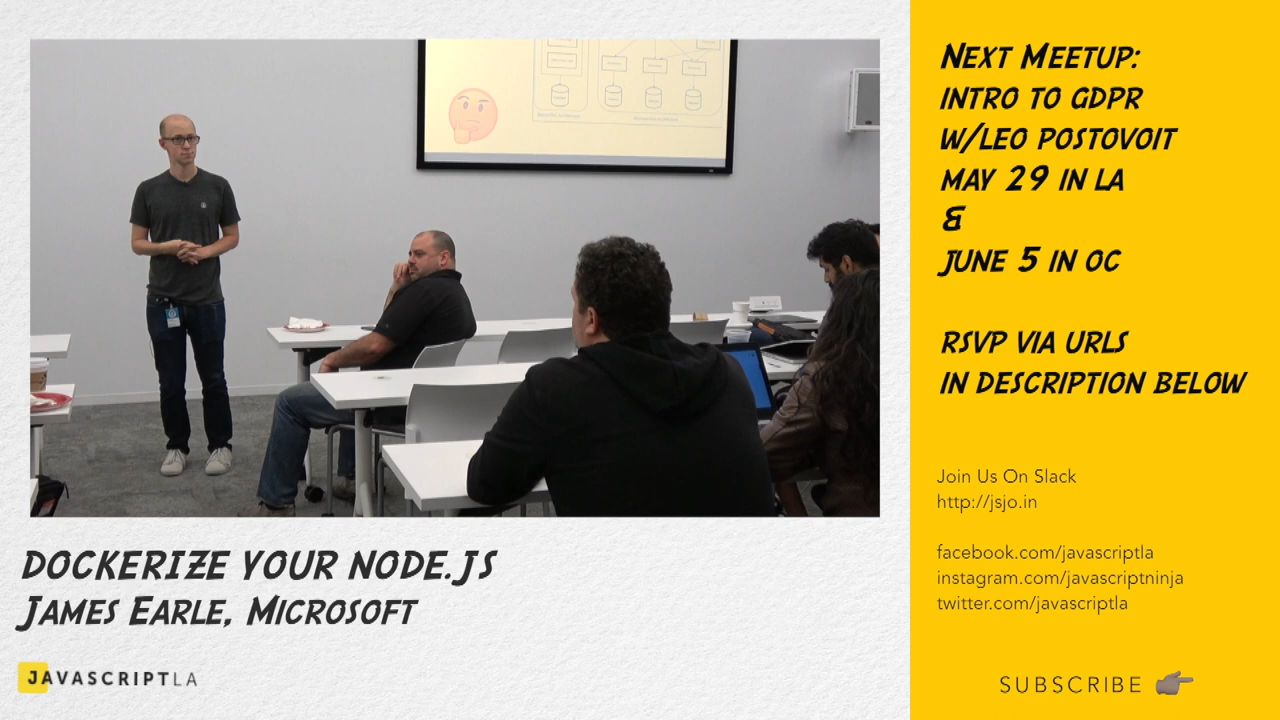 Next Meetup:
Intro to GDPR
w/Leo Postovoit
May 29 in LA
&
June 5 in OC
RSVP via URLs
in description below
Join Us On Slack
http://jsjo.in
facebook.com/javascriptla
instagram.com/javascriptninja
twitter.com/javascriptla
SUBSCRIBE
Dockerize Your Node.js
James Earle, Microsoft
JAVASCRIPTLA